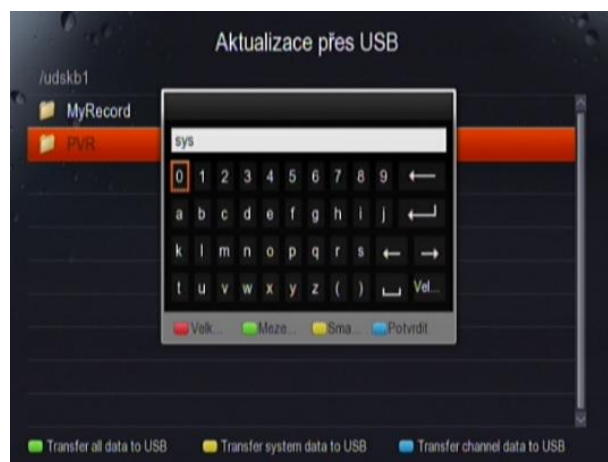 Aktualizace přes USB
/udskb1
MyRecord
PVR
sys
0 1 2 3 4 5 6 7 8 9 ←
a b c d e f g h i j ↵
k l m n o p q r s ← →
t u v w x y z ( ) ⎵ Vel...
Velk... Meze... Sma... Potvrdit
Transfer all data to USB Transfer system data to USB Transfer channel data to USB